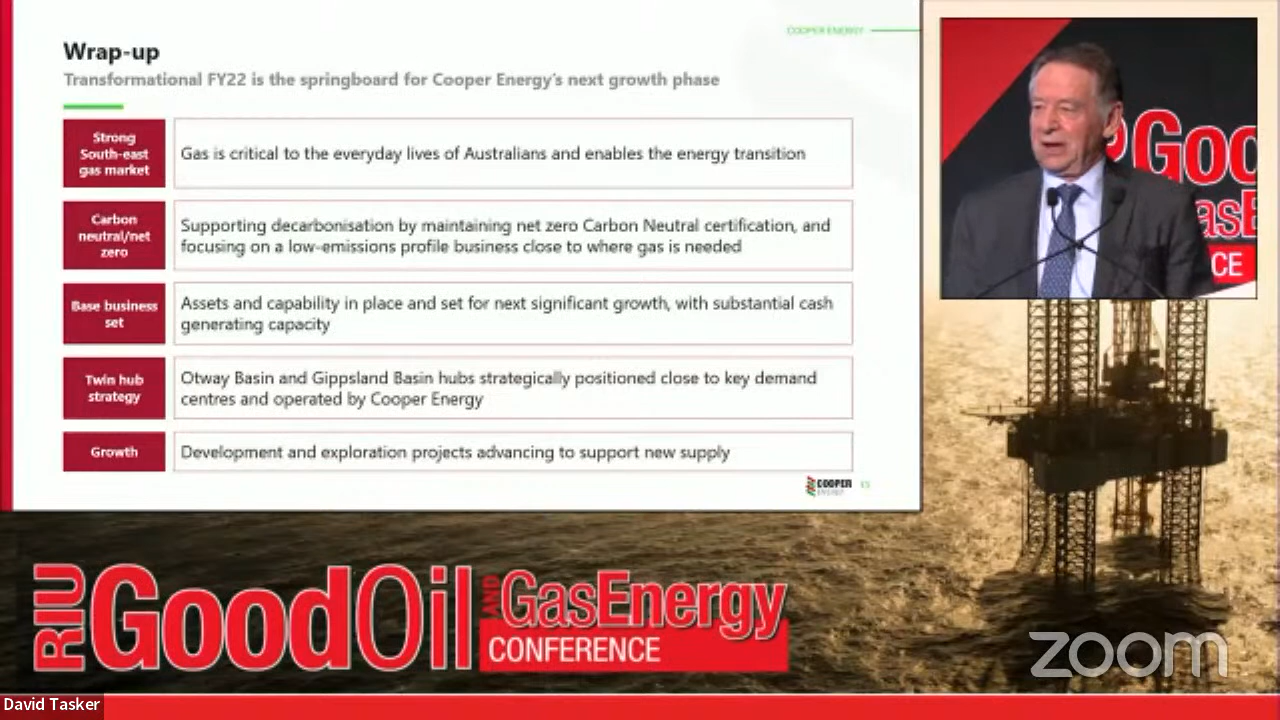 COOPER ENERGY
Wrap-up
Transformational FY22 is the springboard for Cooper Energy's next growth phase
Strong
South-east
gas market
Gas is critical to the everyday lives of Australians and enables the energy transition
Carbon
neutral/net
zero
Supporting decarbonisation by maintaining net zero Carbon Neutral certification, and
focusing on a low-emissions profile business close to where gas is needed
Base business
set
Assets and capability in place and set for next significant growth, with substantial cash
generating capacity
Twin hub
strategy
Otway Basin and Gippsland Basin hubs strategically positioned close to key demand
centres and operated by Cooper Energy
Growth
Development and exploration projects advancing to support new supply
COOPER
ENERGY
Goo
asE
CE
RIU GoodOil AND GasEnergy
CONFERENCE
zoom
David Tasker